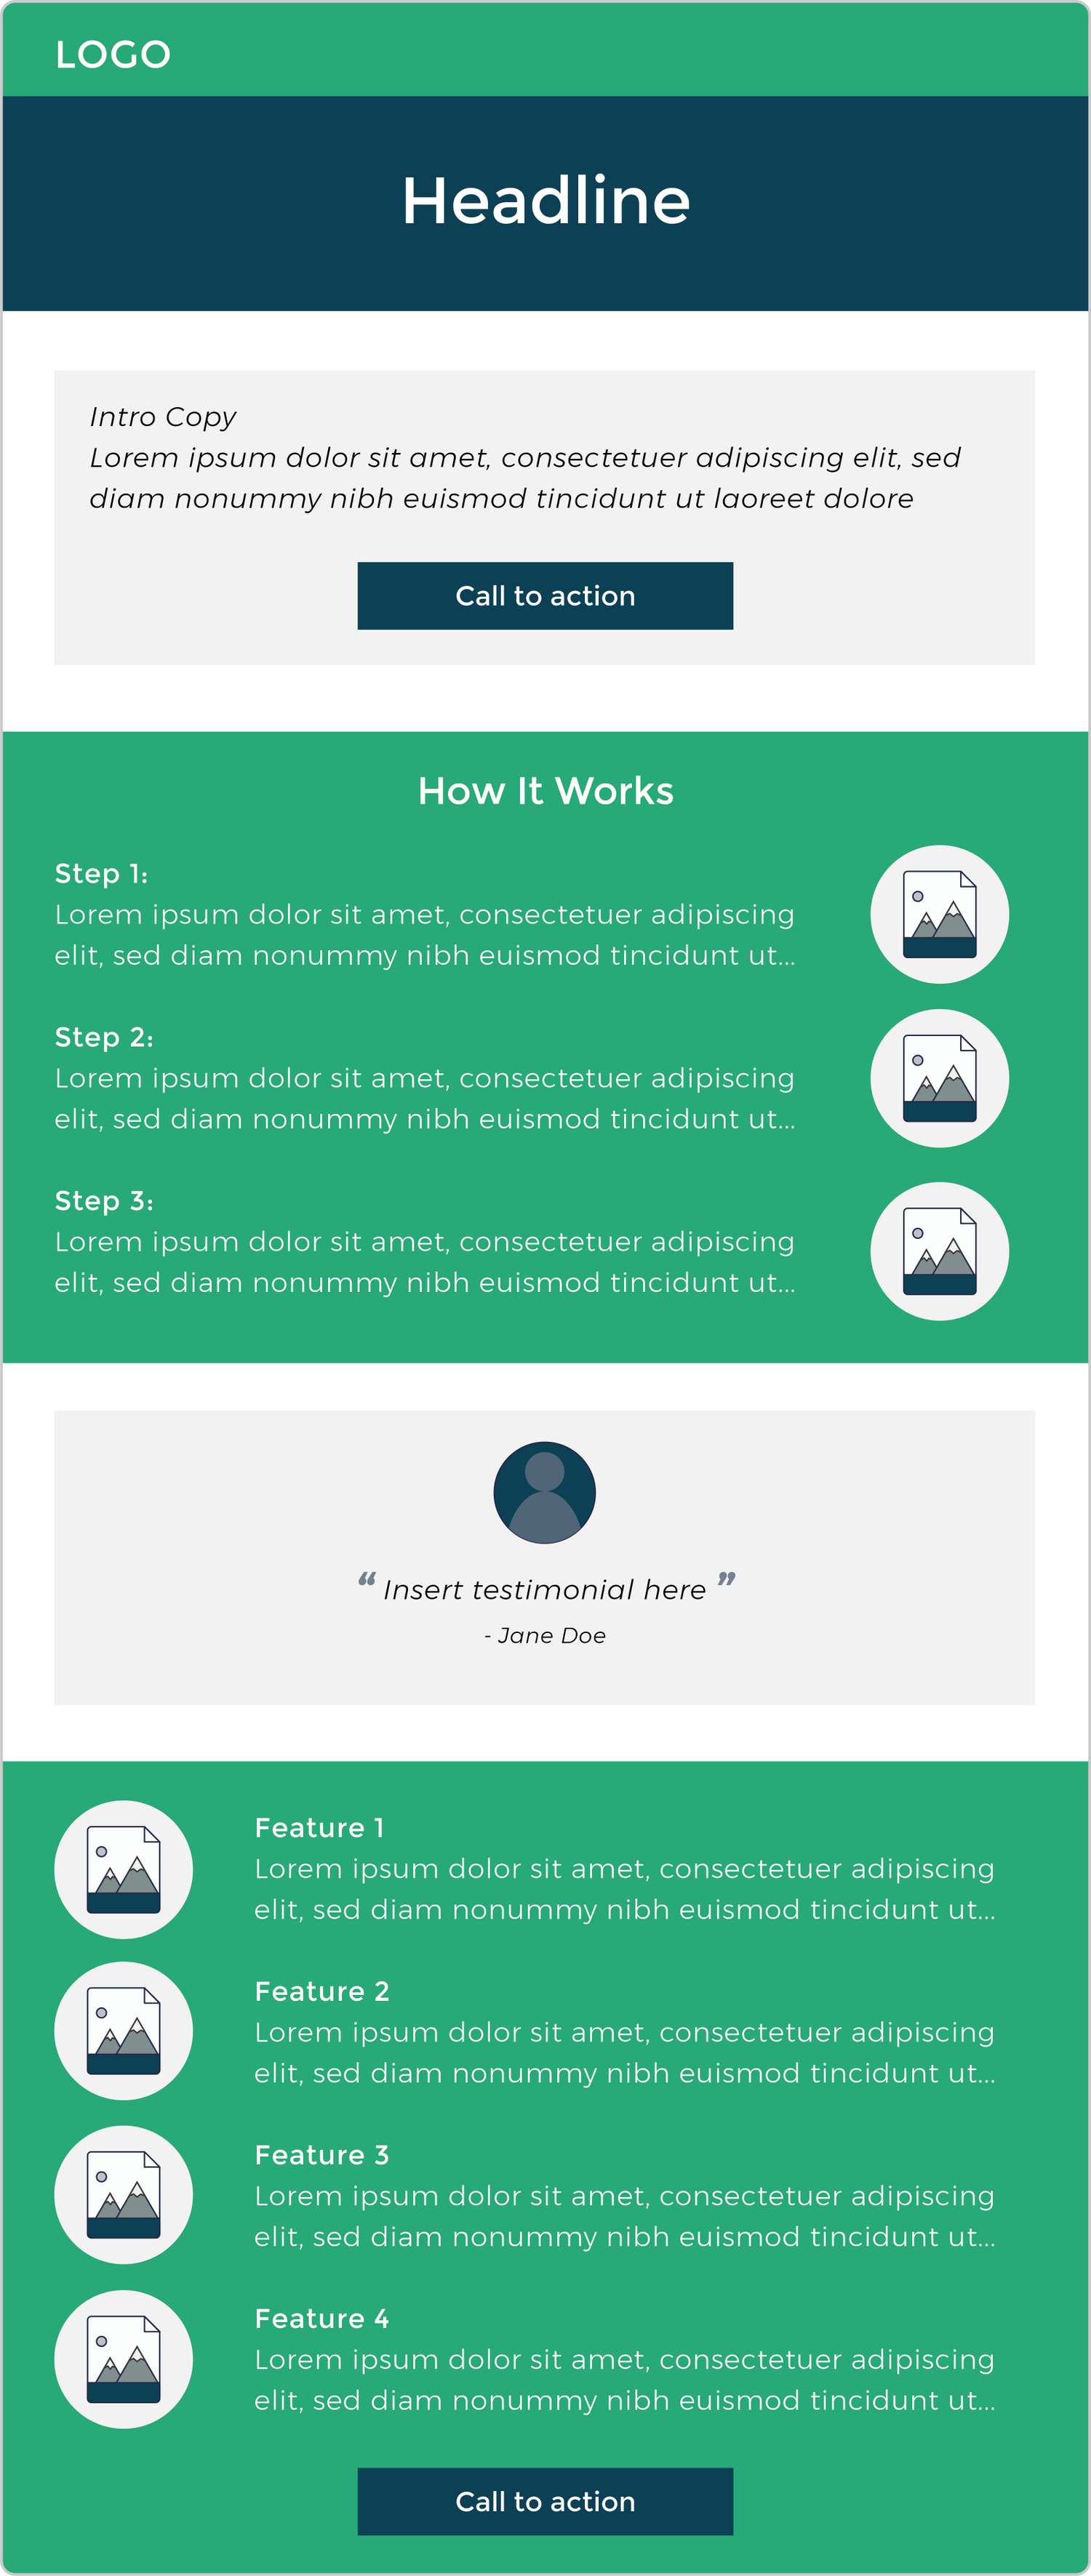 LOGO
Headline
Intro Copy
Lorem ipsum dolor sit amet, consectetuer adipiscing elit, sed
diam nonummy nibh euismod tincidunt ut laoreet dolore
Call to action
How It Works
Step 1:
Lorem ipsum dolor sit amet, consectetuer adipiscing
elit, sed diam nonummy nibh euismod tincidunt ut...
Step 2:
Lorem ipsum dolor sit amet, consectetuer adipiscing
elit, sed diam nonummy nibh euismod tincidunt ut...
Step 3:
Lorem ipsum dolor sit amet, consectetuer adipiscing
elit, sed diam nonummy nibh euismod tincidunt ut...
“ Insert testimonial here ”
- Jane Doe
Feature 1
Lorem ipsum dolor sit amet, consectetuer adipiscing
elit, sed diam nonummy nibh euismod tincidunt ut...
Feature 2
Lorem ipsum dolor sit amet, consectetuer adipiscing
elit, sed diam nonummy nibh euismod tincidunt ut...
Feature 3
Lorem ipsum dolor sit amet, consectetuer adipiscing
elit, sed diam nonummy nibh euismod tincidunt ut...
Feature 4
Lorem ipsum dolor sit amet, consectetuer adipiscing
elit, sed diam nonummy nibh euismod tincidunt ut...
Call to action